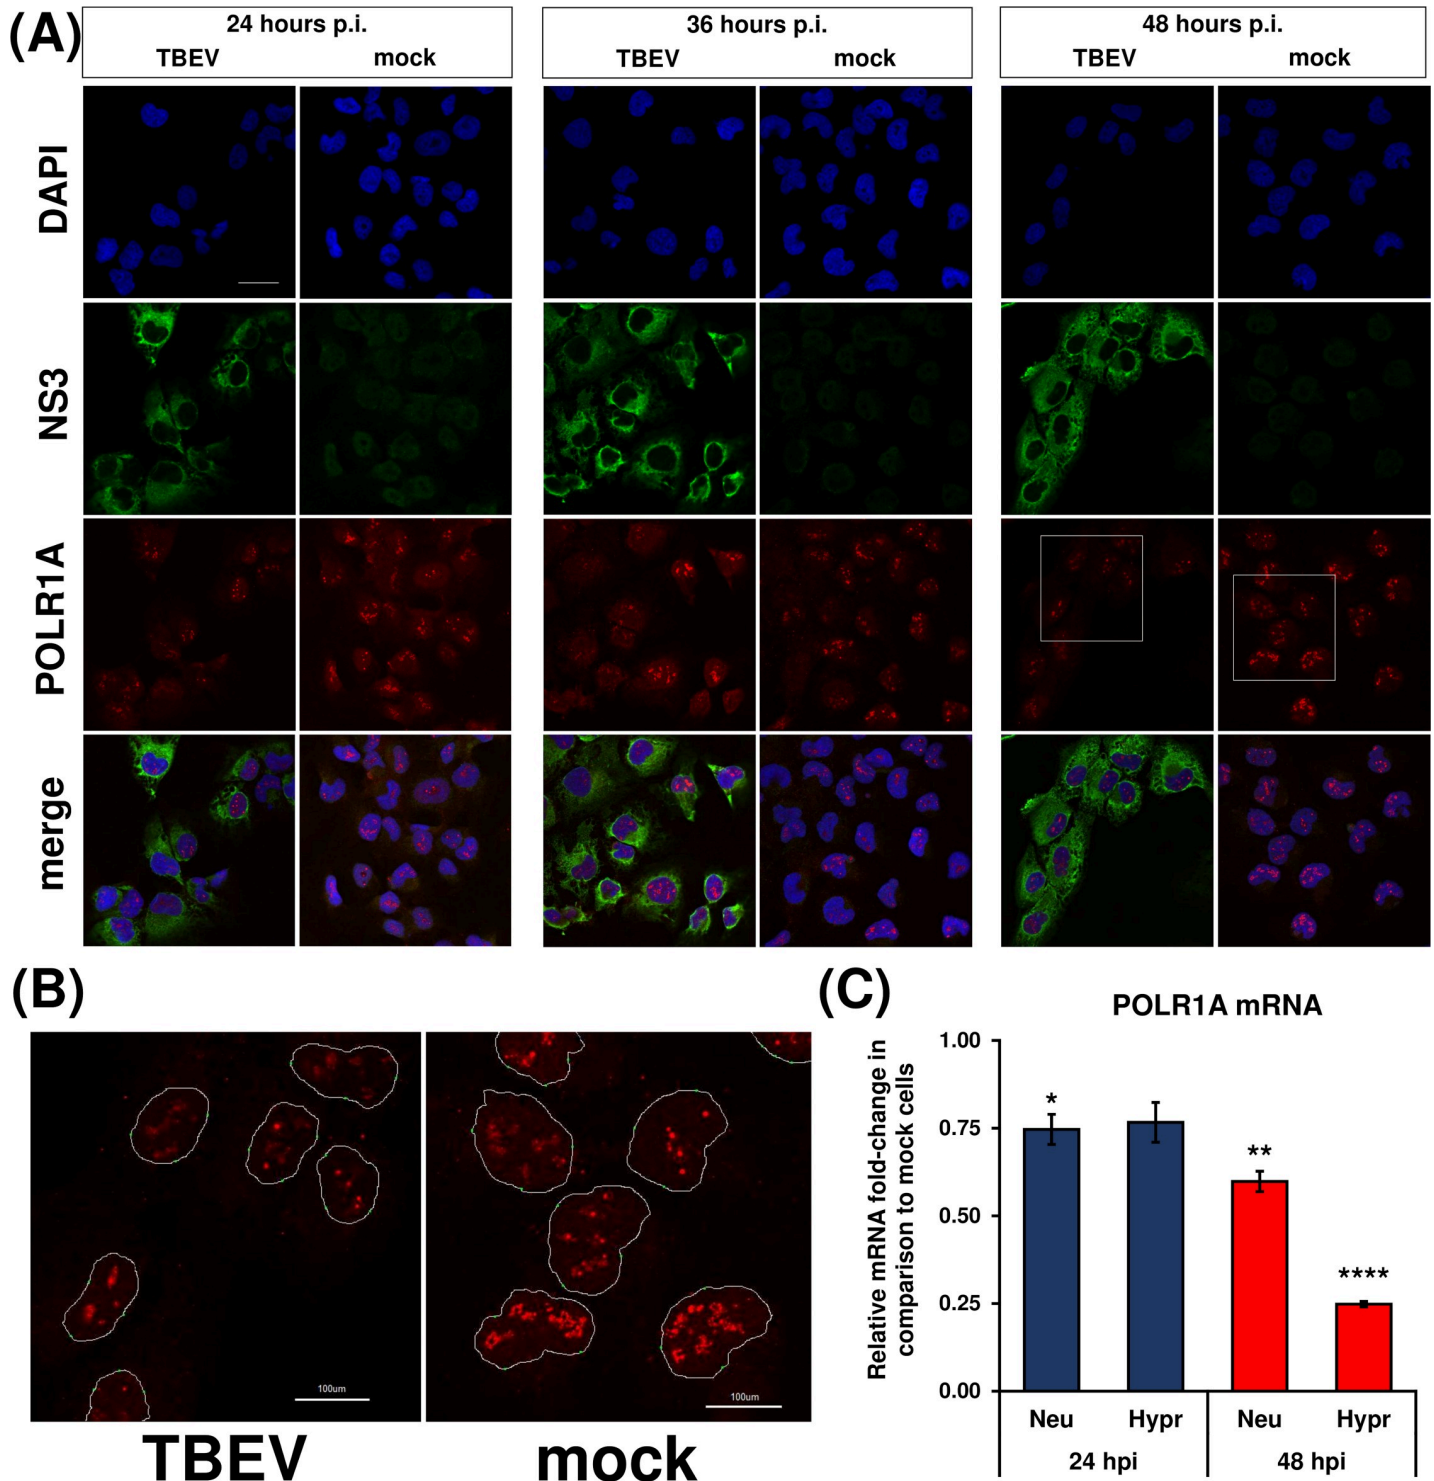 (A)
24 hours p.i.
TBEV mock
36 hours p.i.
TBEV mock
48 hours p.i.
TBEV mock
DAPI
NS3
POLR1A
merge
(B)
100um
100um
TBEV
mock
(C)
POLR1A mRNA
Relative mRNA fold-change in
comparison to mock cells
1.00
0.75
0.50
0.25
0.00
*
**
****
Neu Hypr Neu Hypr
24 hpi 48 hpi